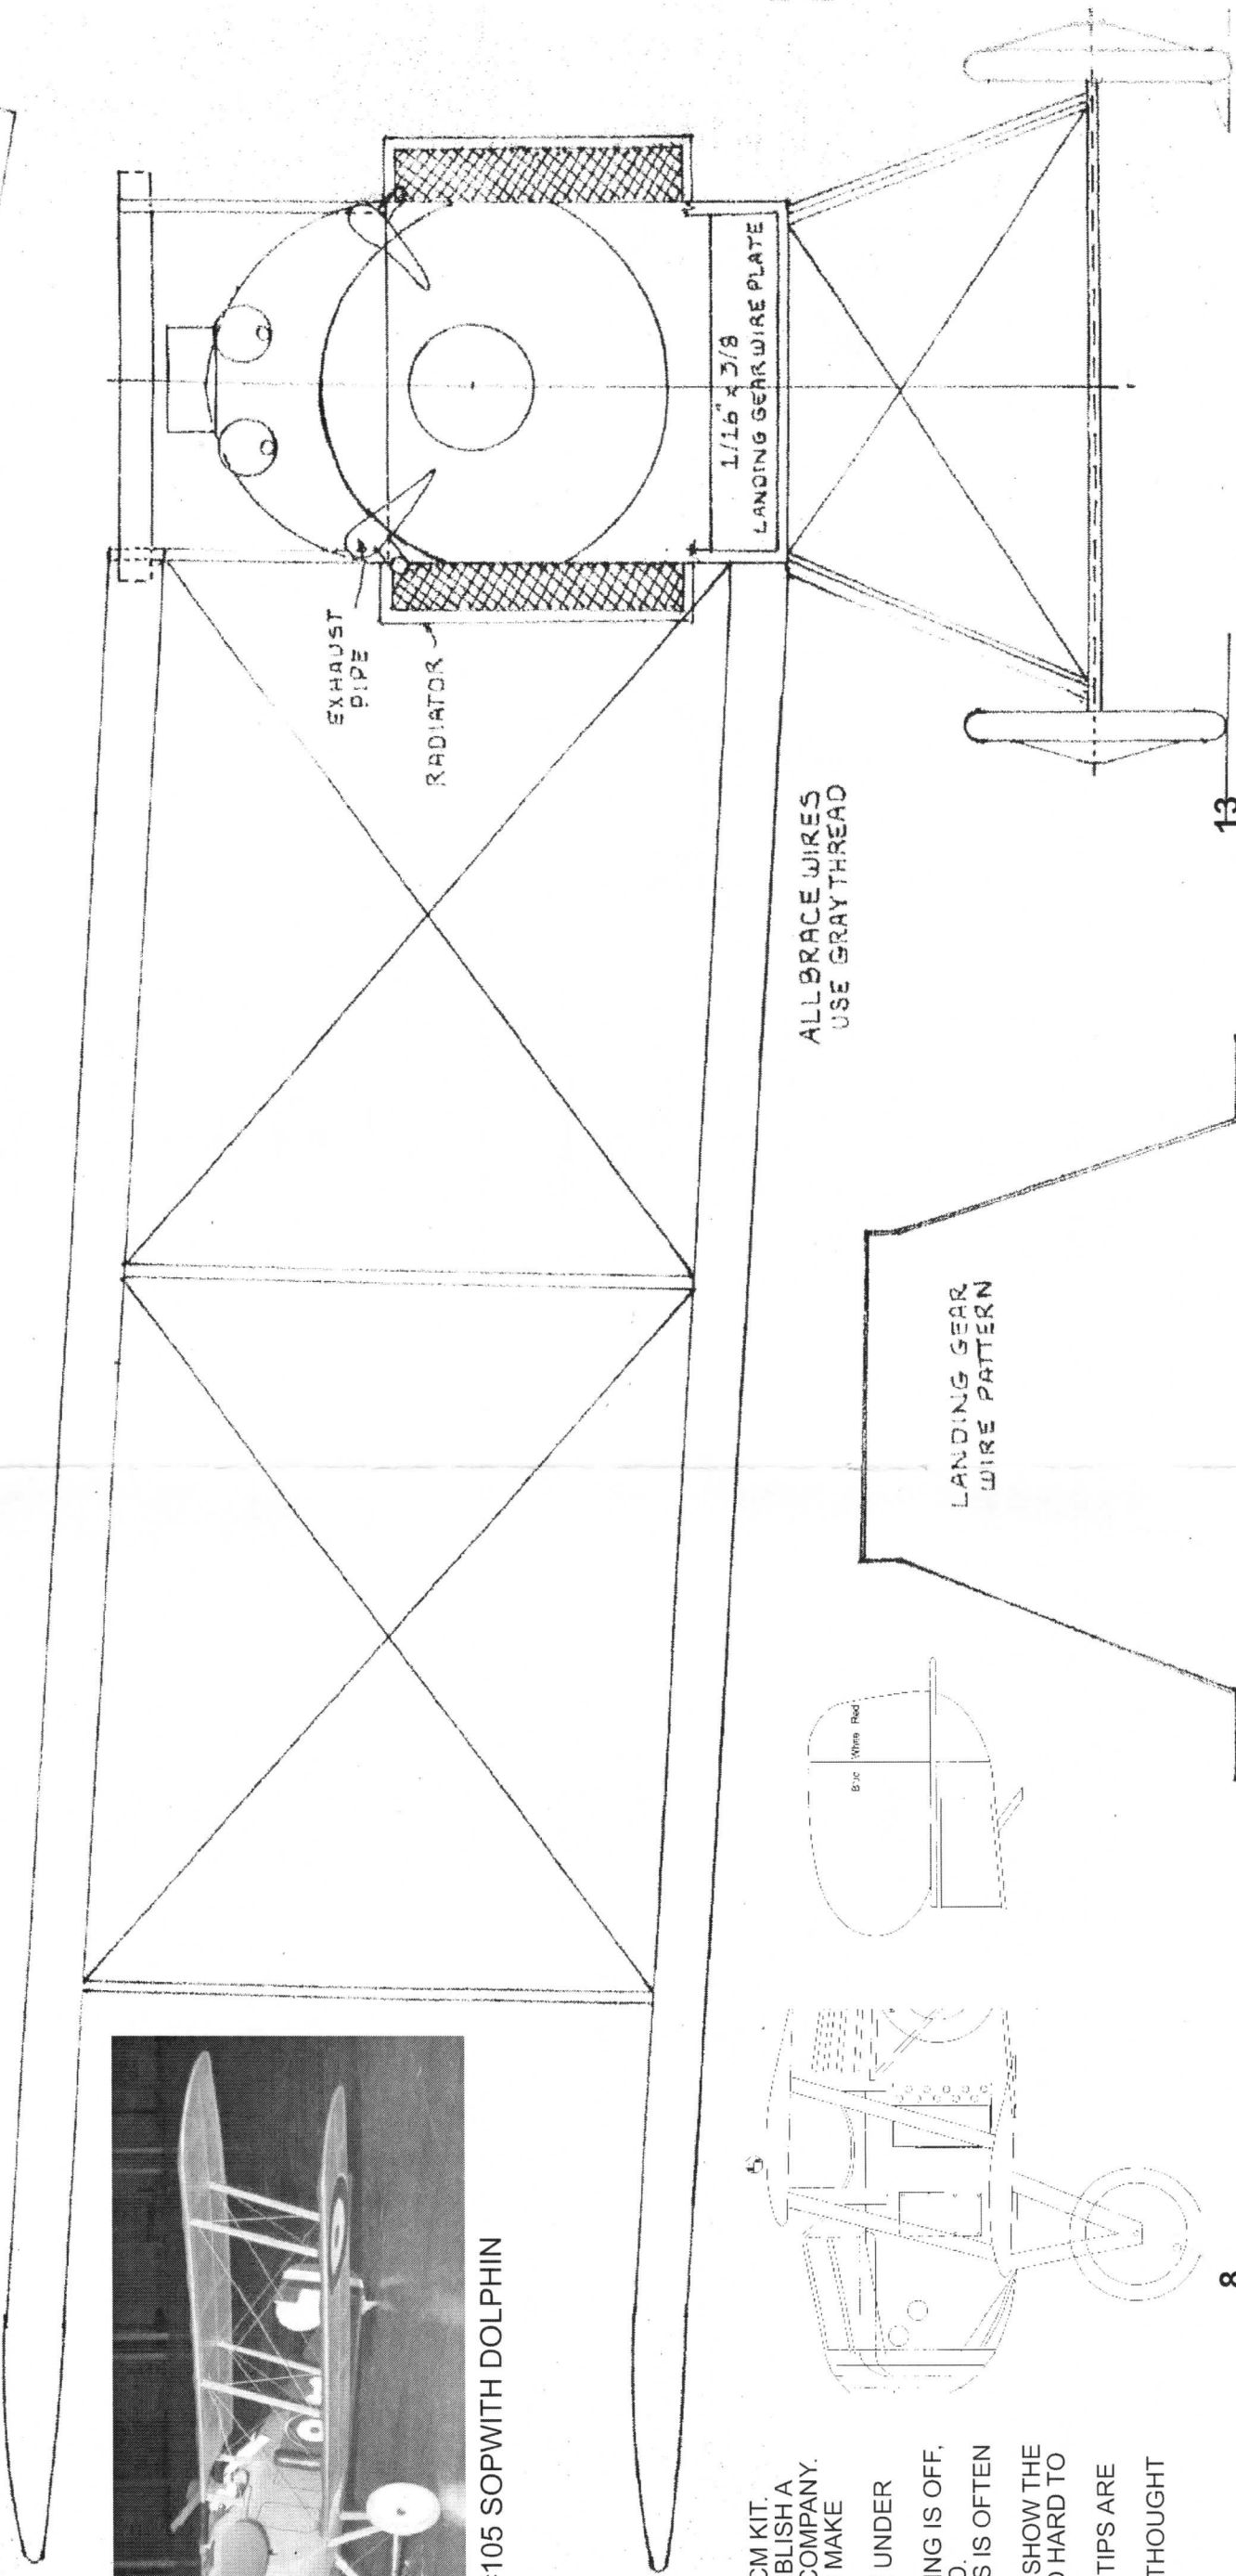 EXHAUST
PIPE
RADIATOR
1/16" x 3/8
LANDING GEAR WIRE PLATE
ALL BRACE WIRES
USE GRAY THREAD
LANDING GEAR
WIRE PATTERN
White Red
105 SOPWITH DOLPHIN
CM KIT.
BLISH A
COMPANY.
MAKE
UNDER
NG IS OFF,
S IS OFTEN
SHOW THE
HARD TO
TIPS ARE
THOUGHT
8
13